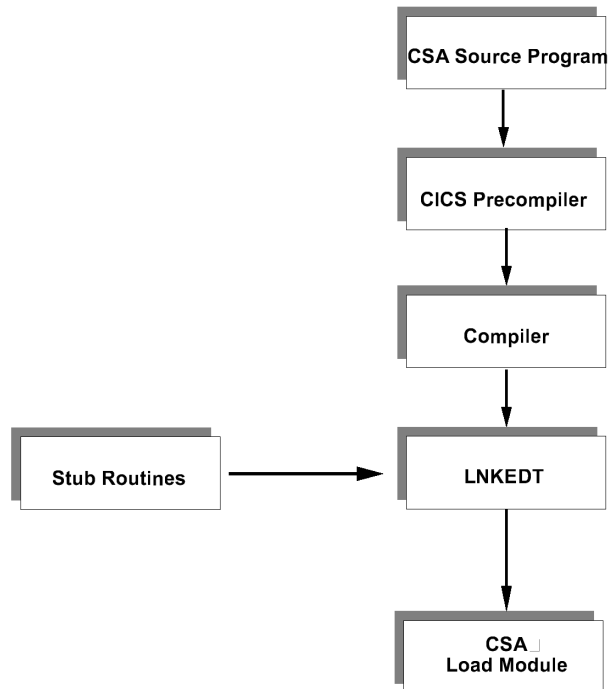 CSA Source Program
CICS Precompiler
Compiler
Stub Routines
LNKEDT
CSA
Load Module